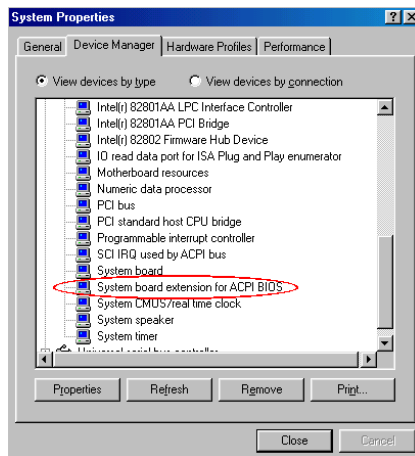 System Properties
General Device Manager Hardware Profiles Performance
View devices by type View devices by connection
Intel(r) 82801AA LPC Interface Controller
Intel(r) 82801AA PCI Bridge
Intel(r) 82802 Firmware Hub Device
IO read data port for ISA Plug and Play enumerator
Motherboard resources
Numeric data processor
PCI bus
PCI standard host CPU bridge
Programmable interrupt controller
SCI IRQ used by ACPI bus
System board
System board extension for ACPI BIOS
System CMOS/real time clock
System speaker
System timer
Universal serial bus controller
Properties Refresh Remove Print...
Close Cancel